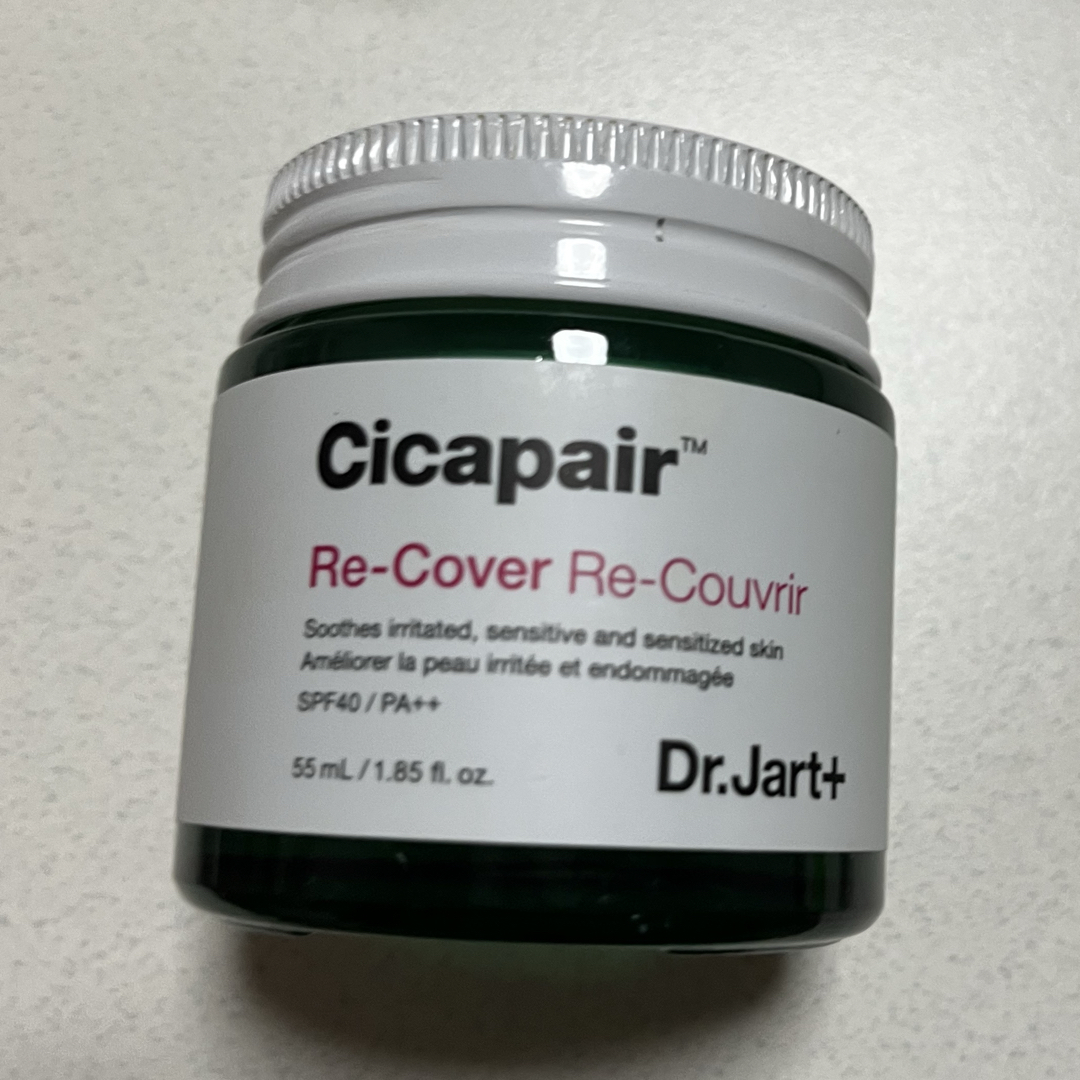 Cicapair™
Re-Cover Re-Couvrir
Soothes irritated, sensitive and sensitized skin
Améliorer la peau irritée et endommagée
SPF40 / PA++
55 mL / 1.85 fl. oz.
Dr.Jart+